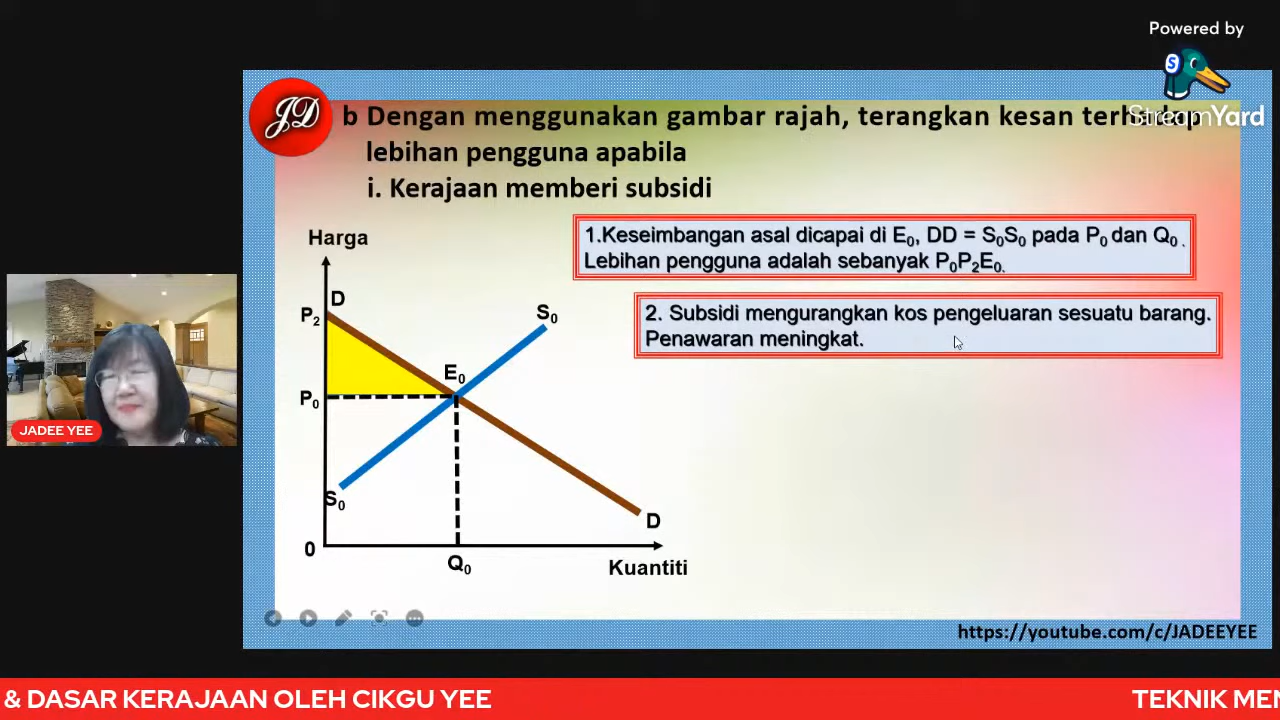 Powered by
S
StreamYard
JD
b Dengan menggunakan gambar rajah, terangkan kesan terhadap
lebihan pengguna apabila
i. Kerajaan memberi subsidi
1.Keseimbangan asal dicapai di E₀, DD = S₀S₀ pada P₀ dan Q₀ .
Lebihan pengguna adalah sebanyak P₀P₂E₀.
2. Subsidi mengurangkan kos pengeluaran sesuatu barang.
Penawaran meningkat.
Harga
D
P₂
S₀
E₀
P₀
S₀
D
0
Q₀
Kuantiti
JADEE YEE
https://youtube.com/c/JADEEYEE
& DASAR KERAJAAN OLEH CIKGU YEE
TEKNIK MEN